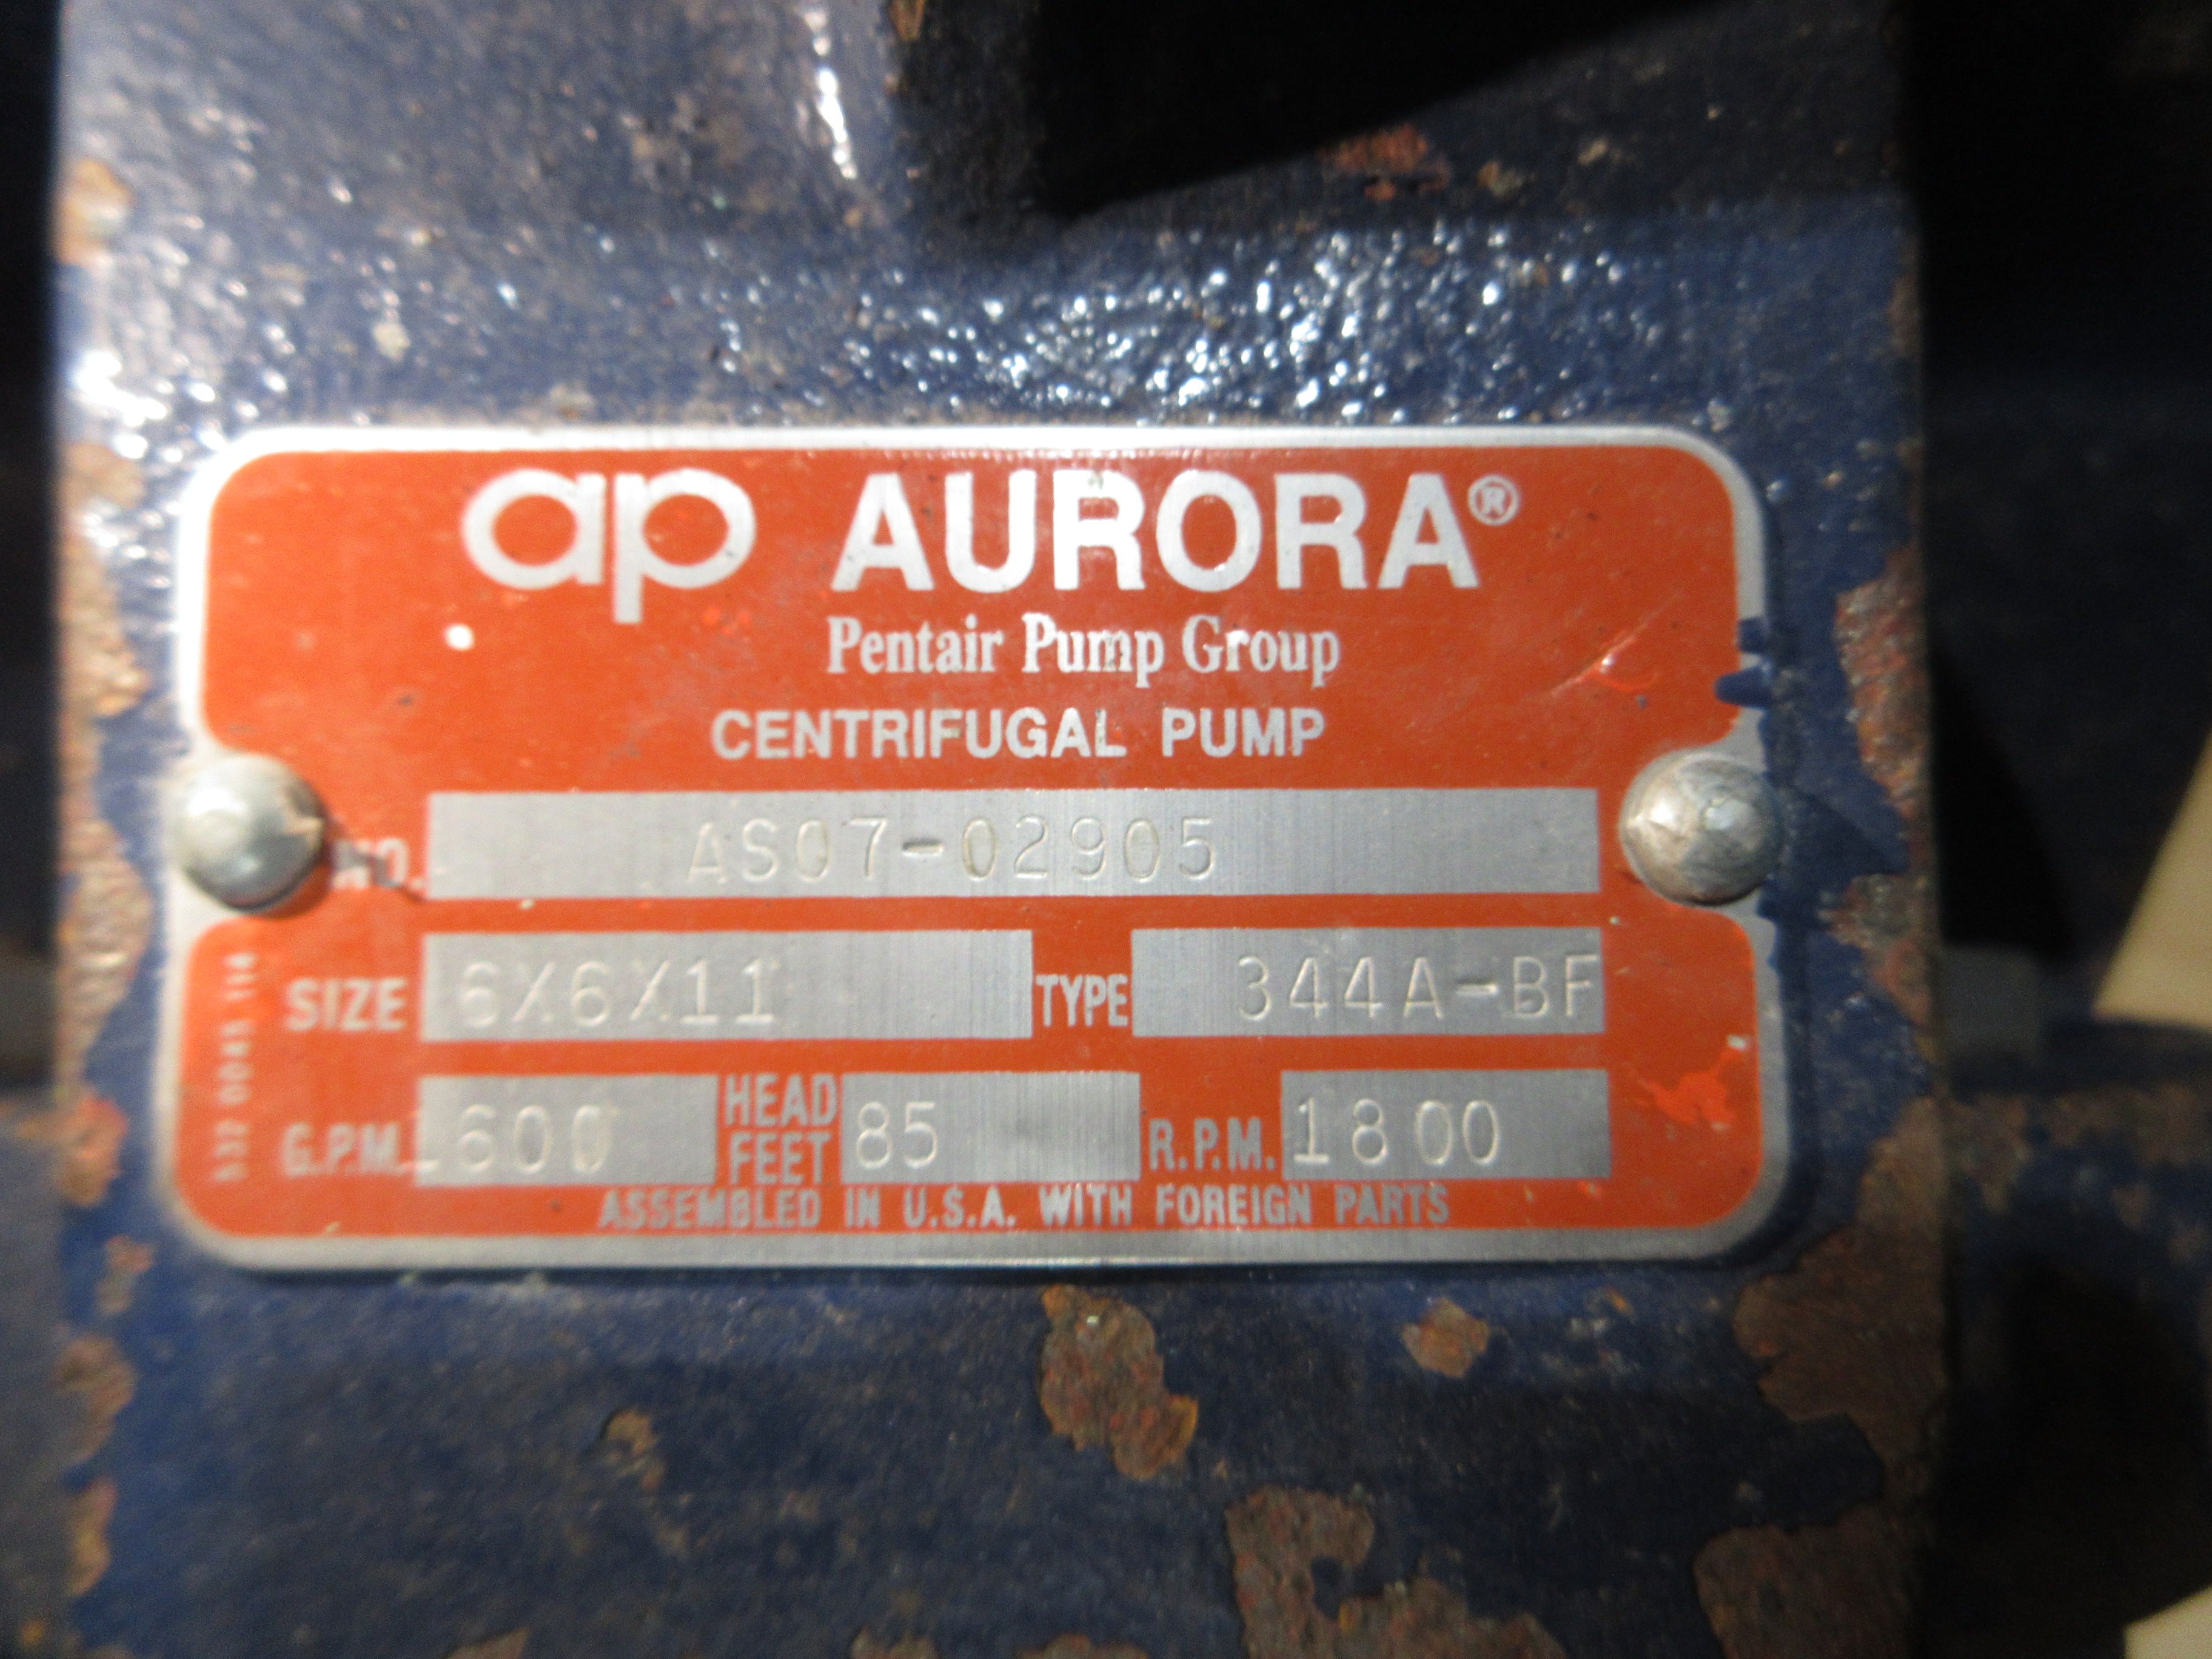 ap AURORA®
Pentair Pump Group
CENTRIFUGAL PUMP
NO. AS07-02905
SIZE 6X6X11 TYPE 344A-BF
G.P.M. 600 HEAD FEET 85 R.P.M. 1800
ASSEMBLED IN U.S.A. WITH FOREIGN PARTS